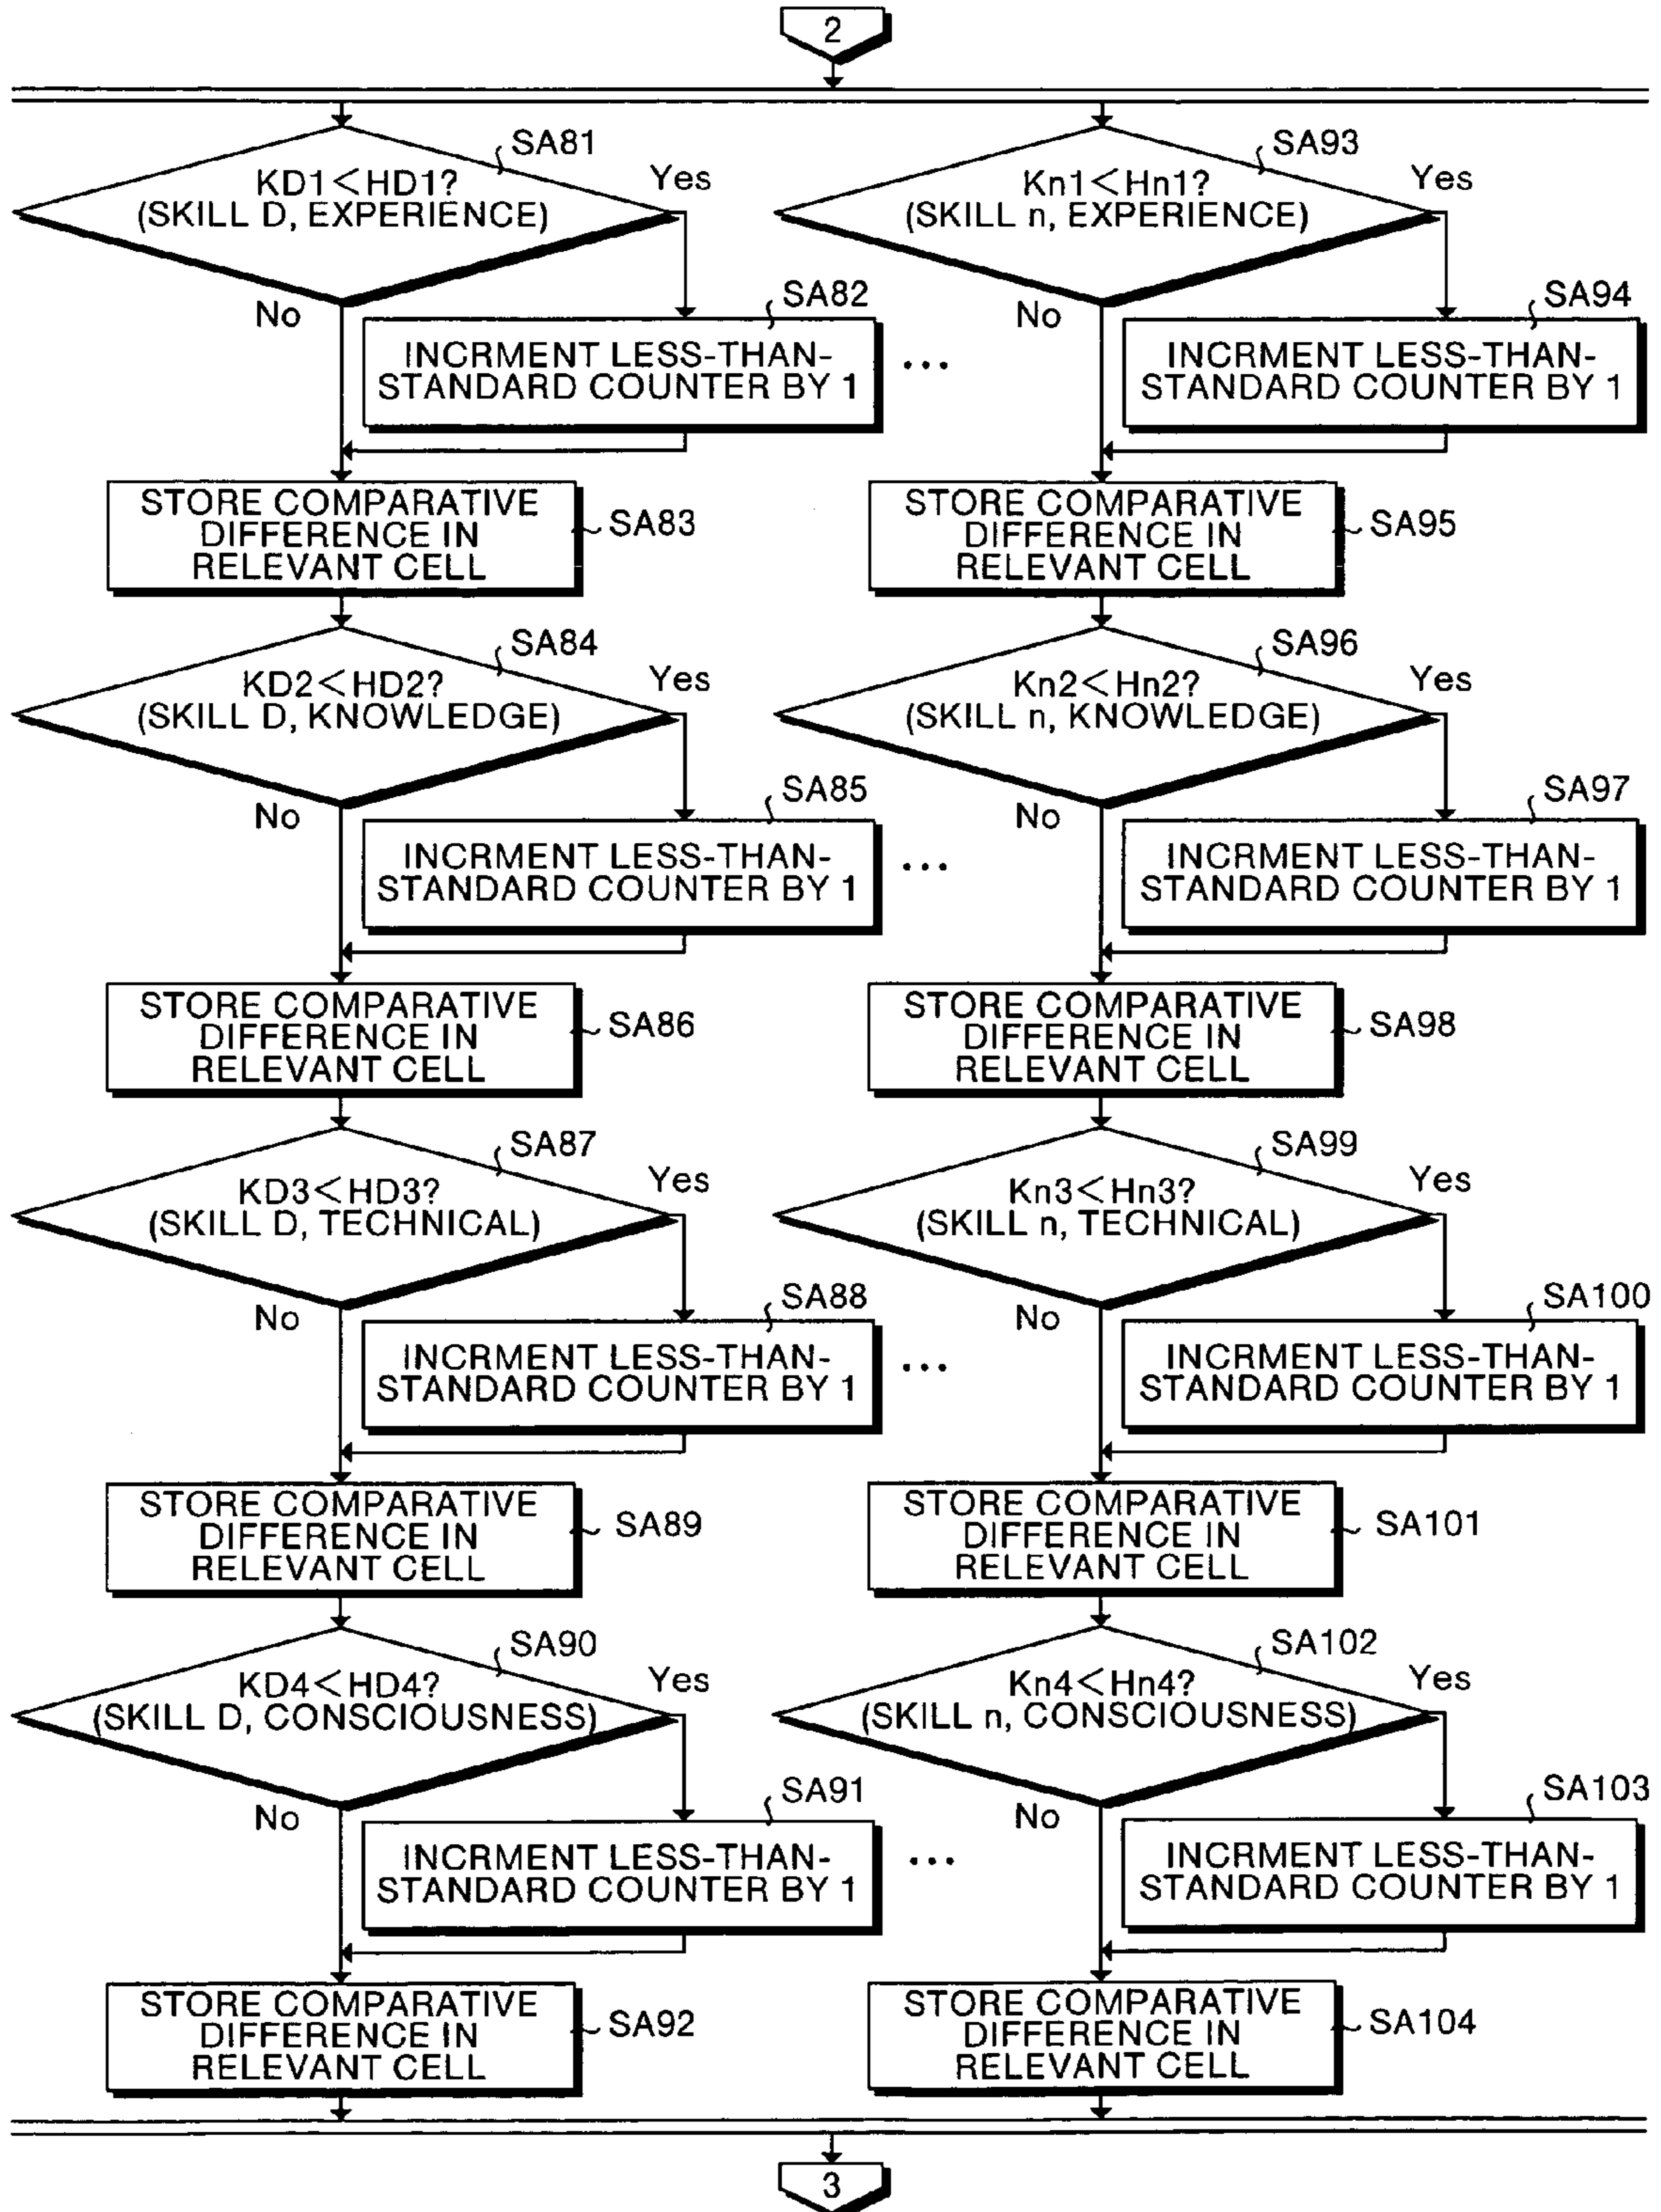 2
SA81
KD1<HD1?
(SKILL D, EXPERIENCE)
Yes
No
SA82
INCRMENT LESS-THAN-
STANDARD COUNTER BY 1
STORE COMPARATIVE
DIFFERENCE IN
RELEVANT CELL
SA83
SA84
KD2<HD2?
(SKILL D, KNOWLEDGE)
Yes
No
SA85
INCRMENT LESS-THAN-
STANDARD COUNTER BY 1
STORE COMPARATIVE
DIFFERENCE IN
RELEVANT CELL
SA86
SA87
KD3<HD3?
(SKILL D, TECHNICAL)
Yes
No
SA88
INCRMENT LESS-THAN-
STANDARD COUNTER BY 1
STORE COMPARATIVE
DIFFERENCE IN
RELEVANT CELL
SA89
SA90
KD4<HD4?
(SKILL D, CONSCIOUSNESS)
Yes
No
SA91
INCRMENT LESS-THAN-
STANDARD COUNTER BY 1
STORE COMPARATIVE
DIFFERENCE IN
RELEVANT CELL
SA92
...
...
...
...
SA93
Kn1<Hn1?
(SKILL n, EXPERIENCE)
Yes
No
SA94
INCRMENT LESS-THAN-
STANDARD COUNTER BY 1
STORE COMPARATIVE
DIFFERENCE IN
RELEVANT CELL
SA95
SA96
Kn2<Hn2?
(SKILL n, KNOWLEDGE)
Yes
No
SA97
INCRMENT LESS-THAN-
STANDARD COUNTER BY 1
STORE COMPARATIVE
DIFFERENCE IN
RELEVANT CELL
SA98
SA99
Kn3<Hn3?
(SKILL n, TECHNICAL)
Yes
No
SA100
INCRMENT LESS-THAN-
STANDARD COUNTER BY 1
STORE COMPARATIVE
DIFFERENCE IN
RELEVANT CELL
SA101
SA102
Kn4<Hn4?
(SKILL n, CONSCIOUSNESS)
Yes
No
SA103
INCRMENT LESS-THAN-
STANDARD COUNTER BY 1
STORE COMPARATIVE
DIFFERENCE IN
RELEVANT CELL
SA104
3